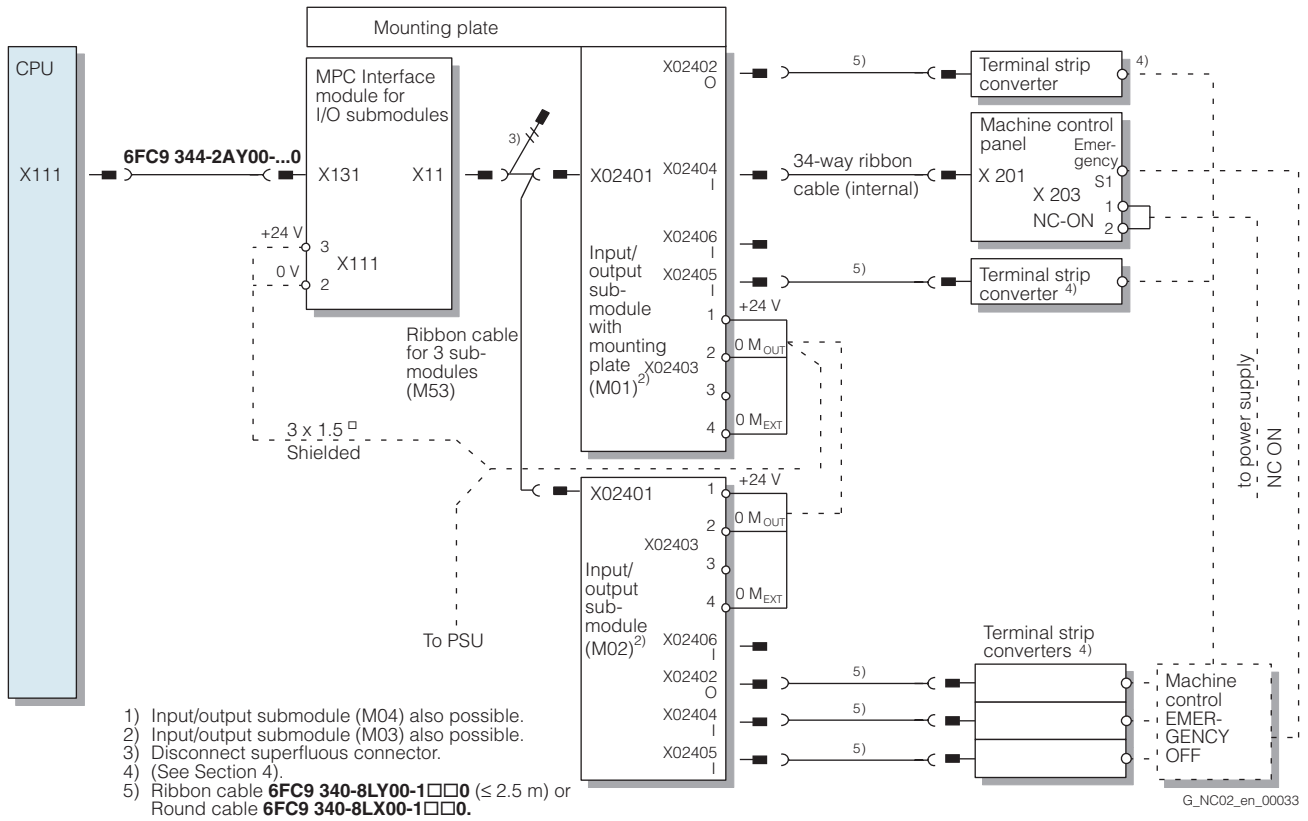 Mounting plate
CPU
X111
6FC9 344-2AY00-...0
MPC Interface
module for
I/O submodules
X131
X11
+24 V
3
X111
0 V
2
3)
Ribbon cable
for 3 sub-
modules
(M53)
3 x 1.5 □
Shielded
To PSU
X02402
O
X02401
X02404
I
X02406
I
X02405
I
Input/
output
sub-
module
with
mounting
plate
(M01)2)
X02403
1
2
3
4
+24 V
0 MOUT
0 MEXT
5)
Terminal strip
converter
4)
34-way ribbon
cable (internal)
Machine control
panel
Emer-
gency
S1
X 201
X 203
1
NC-ON
2
5)
Terminal strip
converter 4)
to power supply
NC ON
X02401
1
2
3
4
+24 V
0 MOUT
0 MEXT
X02403
Input/
output
sub-
module
(M02)2)
X02406
I
X02402
O
X02404
I
X02405
I
5)
5)
5)
Terminal strip
converters 4)
Machine
control
EMER-
GENCY
OFF
1) Input/output submodule (M04) also possible.
2) Input/output submodule (M03) also possible.
3) Disconnect superfluous connector.
4) (See Section 4).
5) Ribbon cable 6FC9 340-8LY00-1□□0 (≤ 2.5 m) or
Round cable 6FC9 340-8LX00-1□□0.
G_NC02_en_00033